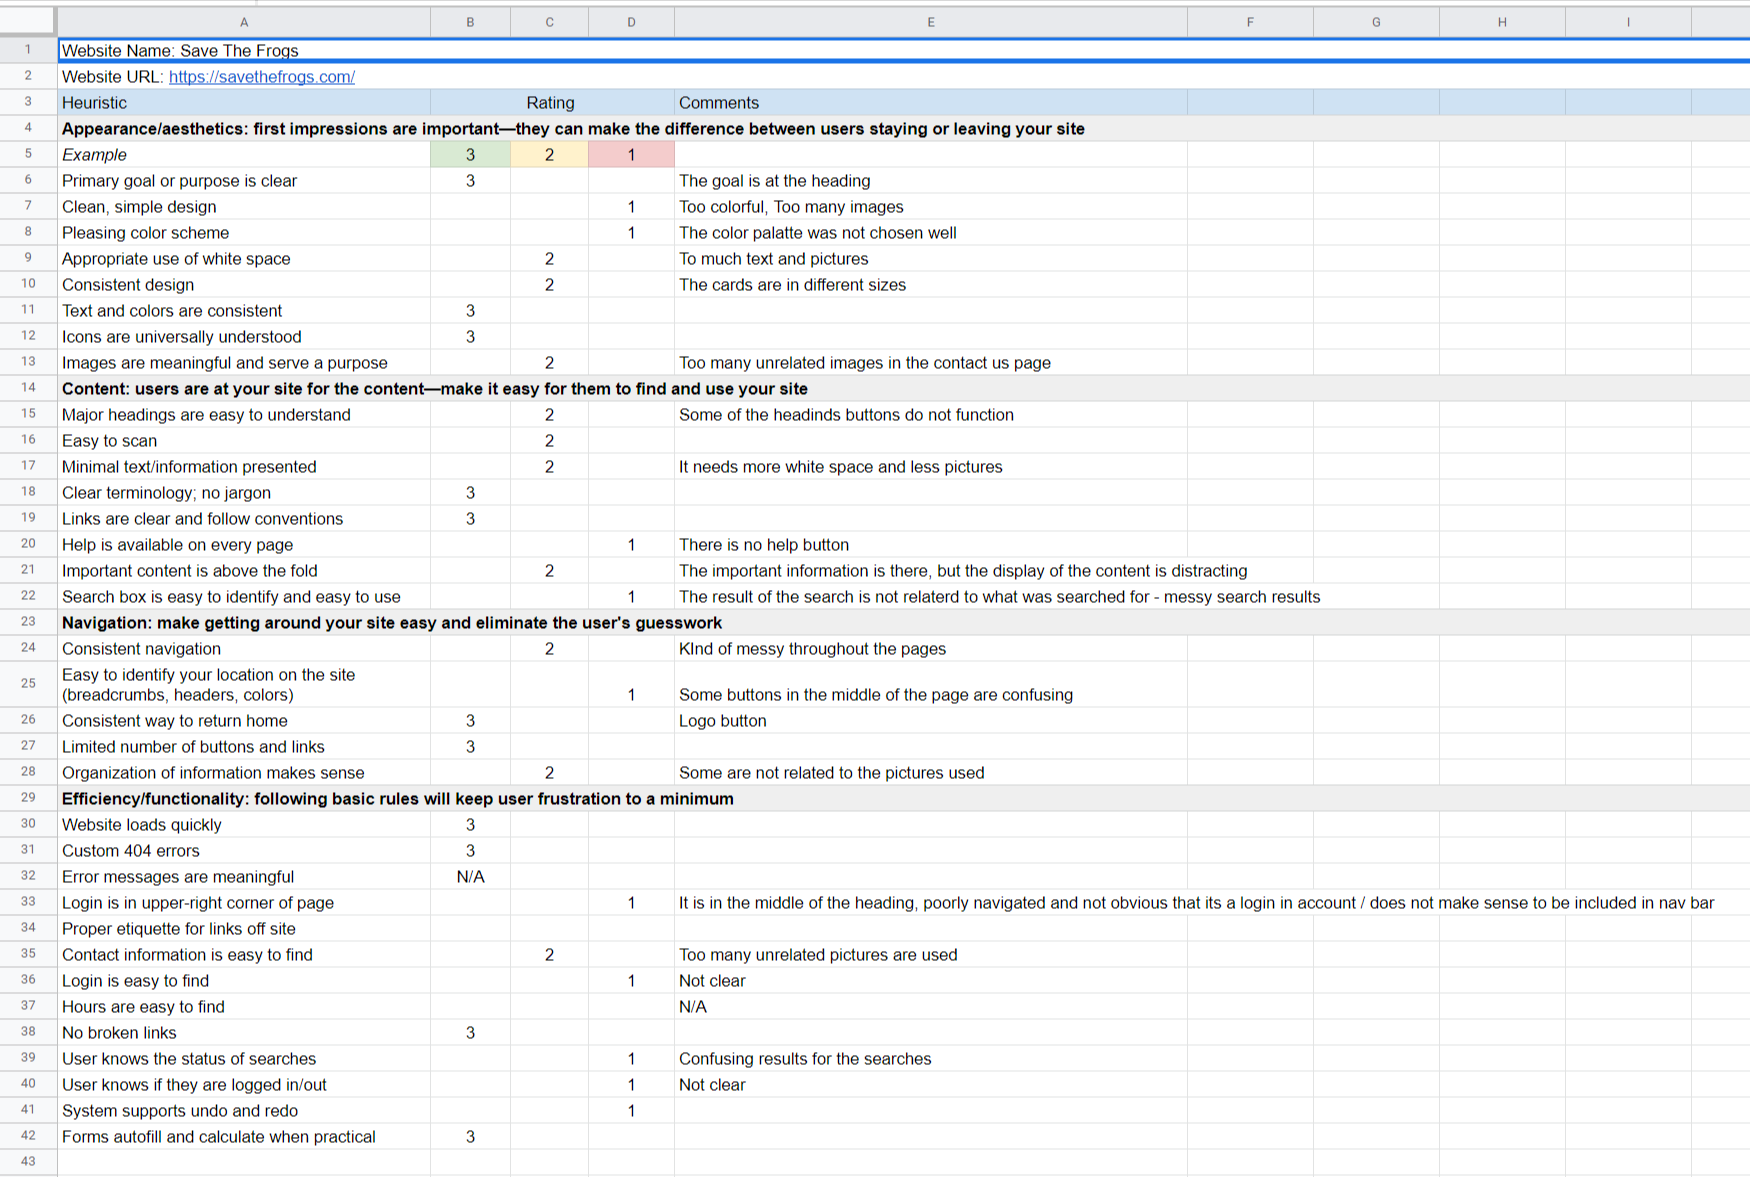 A B C D E F G H I
1 Website Name: Save The Frogs
2 Website URL: https://savethefrogs.com/
3 Heuristic Rating Comments
4 Appearance/aesthetics: first impressions are important—they can make the difference between users staying or leaving your site
5 Example 3 2 1
6 Primary goal or purpose is clear 3 The goal is at the heading
7 Clean, simple design 1 Too colorful, Too many images
8 Pleasing color scheme 1 The color palatte was not chosen well
9 Appropriate use of white space 2 To much text and pictures
10 Consistent design 2 The cards are in different sizes
11 Text and colors are consistent 3
12 Icons are universally understood 3
13 Images are meaningful and serve a purpose 2 Too many unrelated images in the contact us page
14 Content: users are at your site for the content—make it easy for them to find and use your site
15 Major headings are easy to understand 2 Some of the headinds buttons do not function
16 Easy to scan 2
17 Minimal text/information presented 2 It needs more white space and less pictures
18 Clear terminology; no jargon 3
19 Links are clear and follow conventions 3
20 Help is available on every page 1 There is no help button
21 Important content is above the fold 2 The important information is there, but the display of the content is distracting
22 Search box is easy to identify and easy to use 1 The result of the search is not relaterd to what was searched for - messy search results
23 Navigation: make getting around your site easy and eliminate the user's guesswork
24 Consistent navigation 2 KInd of messy throughout the pages
Easy to identify your location on the site
25 (breadcrumbs, headers, colors) 1 Some buttons in the middle of the page are confusing
26 Consistent way to return home 3 Logo button
27 Limited number of buttons and links 3
28 Organization of information makes sense 2 Some are not related to the pictures used
29 Efficiency/functionality: following basic rules will keep user frustration to a minimum
30 Website loads quickly 3
31 Custom 404 errors 3
32 Error messages are meaningful N/A
33 Login is in upper-right corner of page 1 It is in the middle of the heading, poorly navigated and not obvious that its a login in account / does not make sense to be included in nav bar
34 Proper etiquette for links off site
35 Contact information is easy to find 2 Too many unrelated pictures are used
36 Login is easy to find 1 Not clear
37 Hours are easy to find N/A
38 No broken links 3
39 User knows the status of searches 1 Confusing results for the searches
40 User knows if they are logged in/out 1 Not clear
41 System supports undo and redo 1
42 Forms autofill and calculate when practical 3
43